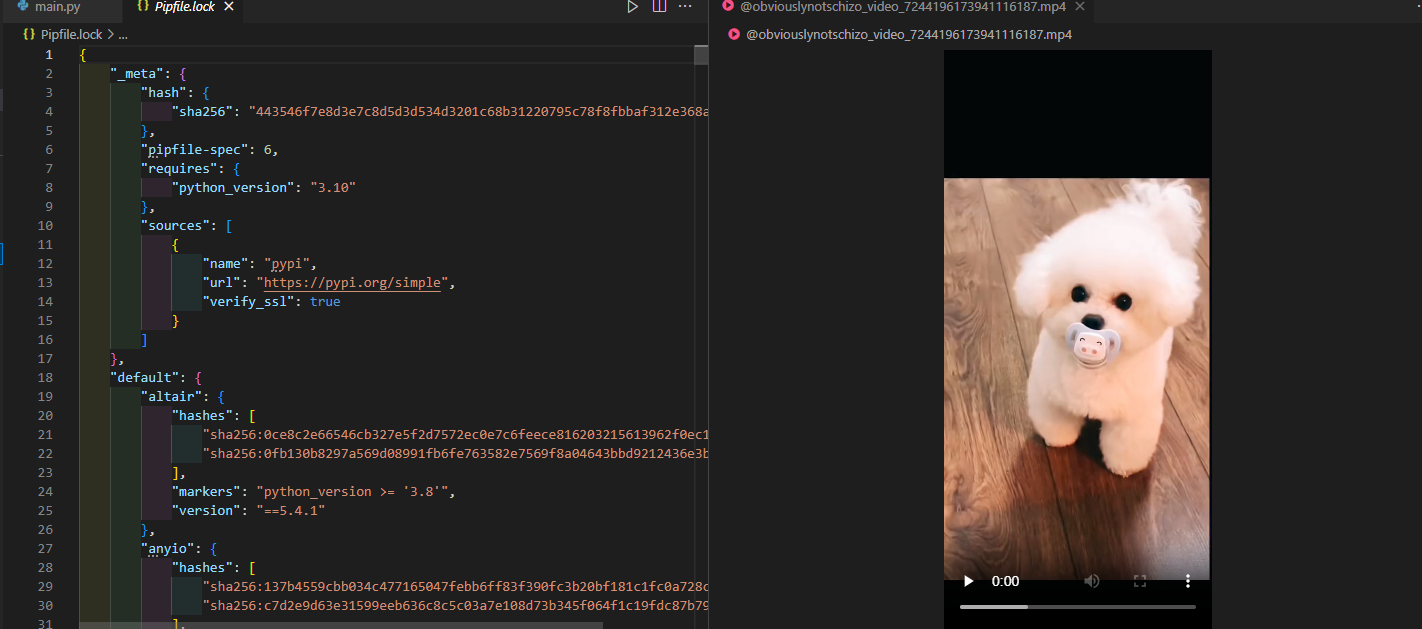 main.py
Pipfile.lock
Pipfile.lock > ...
1 {
2 "_meta": {
3 "hash": {
4 "sha256": "443546f7e8d3e7c8d5d3d534d3201c68b31220795c78f8fbbaf312e368a
5 },
6 "pipfile-spec": 6,
7 "requires": {
8 "python_version": "3.10"
9 },
10 "sources": [
11 {
12 "name": "pypi",
13 "url": "https://pypi.org/simple",
14 "verify_ssl": true
15 }
16 ]
17 },
18 "default": {
19 "altair": {
20 "hashes": [
21 "sha256:0ce8c2e66546cb327e5f2d7572ec0e7c6feece816203215613962f0ec1
22 "sha256:0fb130b8297a569d08991fb6fe763582e7569f8a04643bbd9212436e3b
23 ],
24 "markers": "python_version >= '3.8'",
25 "version": "==5.4.1"
26 },
27 "anyio": {
28 "hashes": [
29 "sha256:137b4559cbb034c477165047febb6ff83f390fc3b20bf181c1fc0a728c
30 "sha256:c7d2e9d63e31599eeb636c8c5c03a7e108d73b345f064f1c19fdc87b79
31 ],
@obviouslynotschizo_video_7244196173941116187.mp4
@obviouslynotschizo_video_7244196173941116187.mp4
0:00